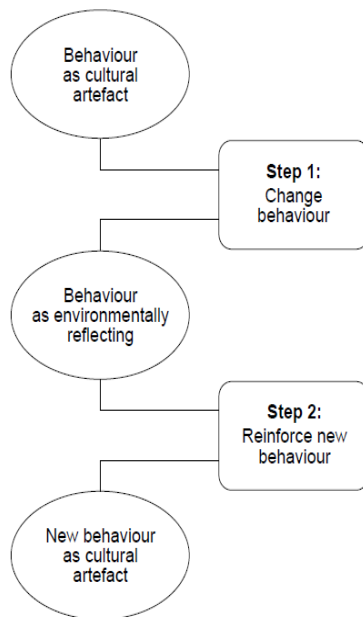 Behaviour
as cultural
artefact
Step 1:
Change
behaviour
Behaviour
as environmentally
reflecting
Step 2:
Reinforce new
behaviour
New behaviour
as cultural
artefact